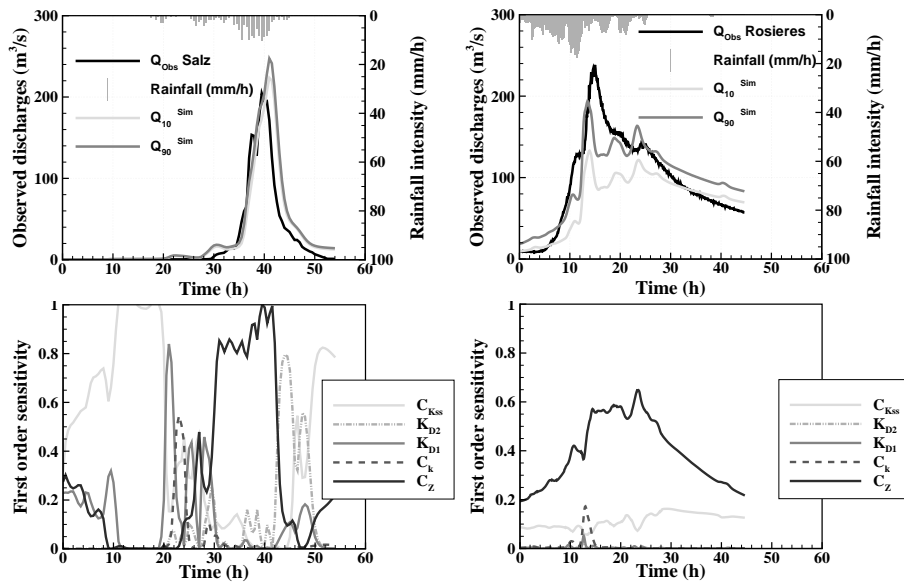 300
250
200
150
100
50
0
Observed discharges (m³/s)
0
20
40
60
80
100
Rainfall intensity (mm/h)
Q_Obs Salz
Rainfall (mm/h)
Q_10 ^Sim
Q_90 ^Sim
0 10 20 30 40 50 60
Time (h)
300
250
200
150
100
50
0
Observed discharges (m³/s)
0
20
40
60
80
100
Rainfall intensity (mm/h)
Q_Obs Rosieres
Rainfall (mm/h)
Q_10 ^Sim
Q_90 ^Sim
0 10 20 30 40 50 60
Time (h)
1
0.8
0.6
0.4
0.2
0
First order sensitivity
C_Kss
K_D2
K_D1
C_k
C_Z
0 10 20 30 40 50 60
Time (h)
1
0.8
0.6
0.4
0.2
0
First order sensitivity
C_Kss
K_D2
K_D1
C_k
C_Z
0 10 20 30 40 50 60
Time (h)